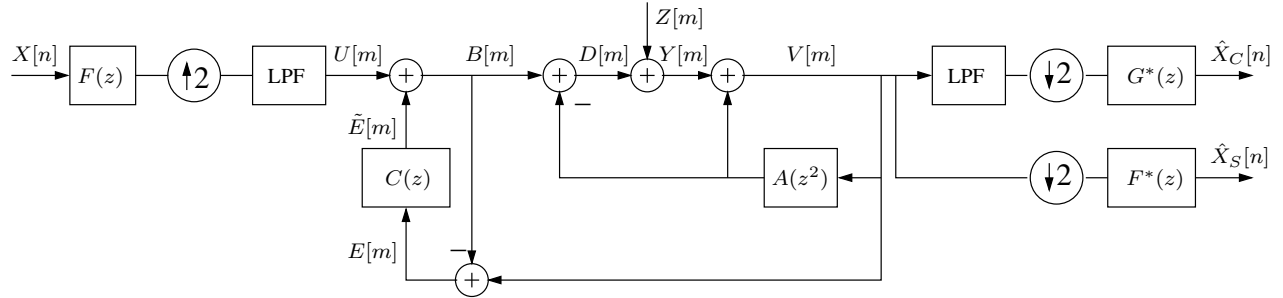 Z[m]
X[n] F(z) ↑2 LPF U[m] + B[m] + D[m] + Y[m] + V[m] LPF ↓2 G*(z) X̂_C[n]
− 
Ẽ[m]
C(z) A(z²) ↓2 F*(z) X̂_S[n]
−
E[m] +